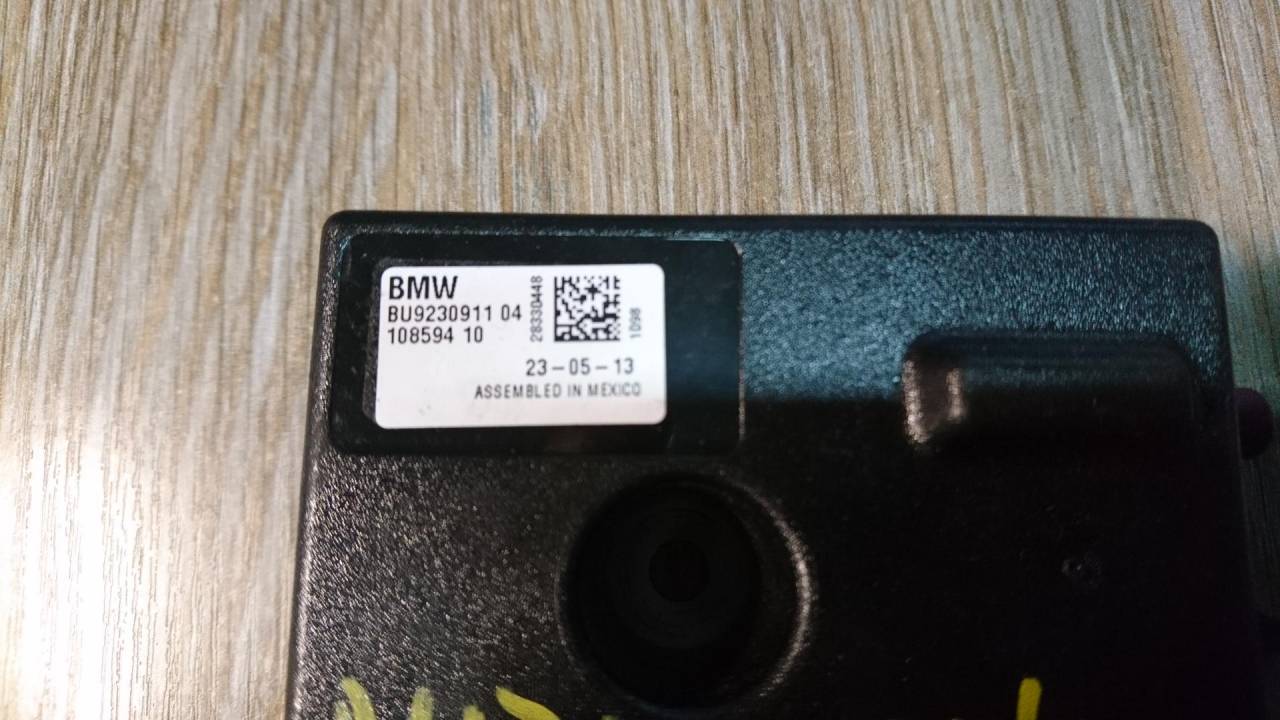 BMW
BU9230911 04
108594 10
28330448
1098
23-05-13
ASSEMBLED IN MEXICO